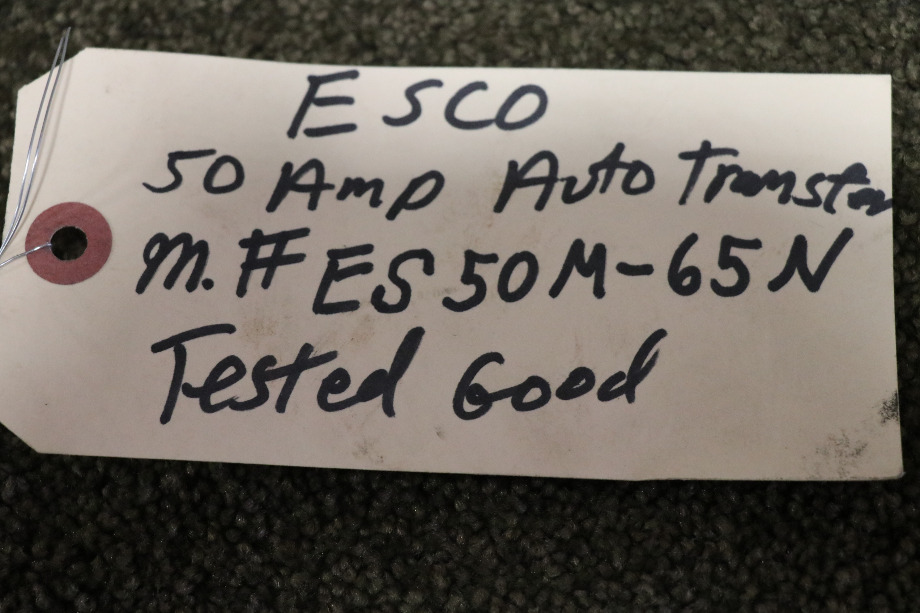 ESCO
50 Amp Auto Transfer
M.# ES50M-65N
Tested Good